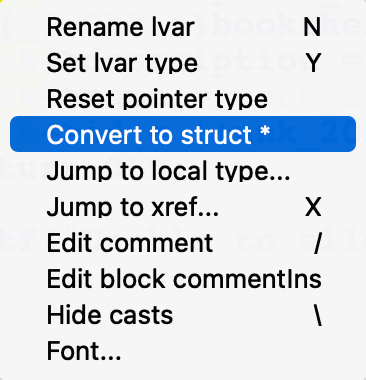 Rename lvar N
Set lvar type Y
Reset pointer type
Convert to struct *
Jump to local type...
Jump to xref... X
Edit comment /
Edit block commentIns
Hide casts \
Font...